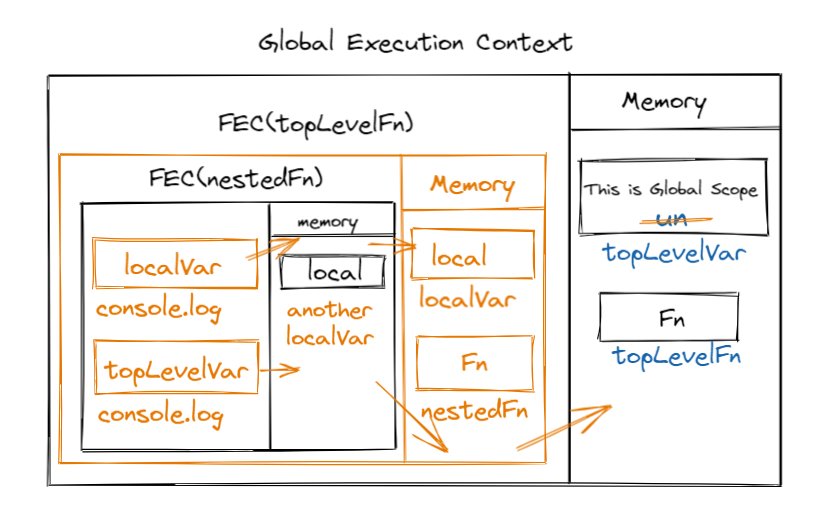 Global Execution Context
FEC(topLevelFn)
FEC(nestedFn)
localVar
console.log
topLevelVar
console.log
memory
local
another
localVar
Memory
local
localVar
Fn
nestedFn
Memory
This is Global Scope
un
topLevelVar
Fn
topLevelFn